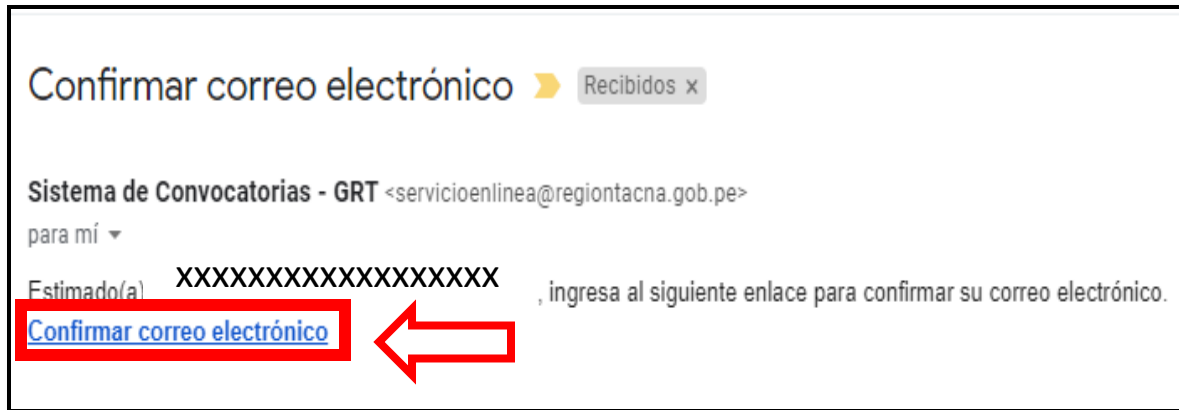 Confirmar correo electrónico Recibidos x
Sistema de Convocatorias - GRT <servicioenlinea@regiontacna.gob.pe>
para mí
Estimado(a) XXXXXXXXXXXXXXXXXX , ingresa al siguiente enlace para confirmar su correo electrónico.
Confirmar correo electrónico